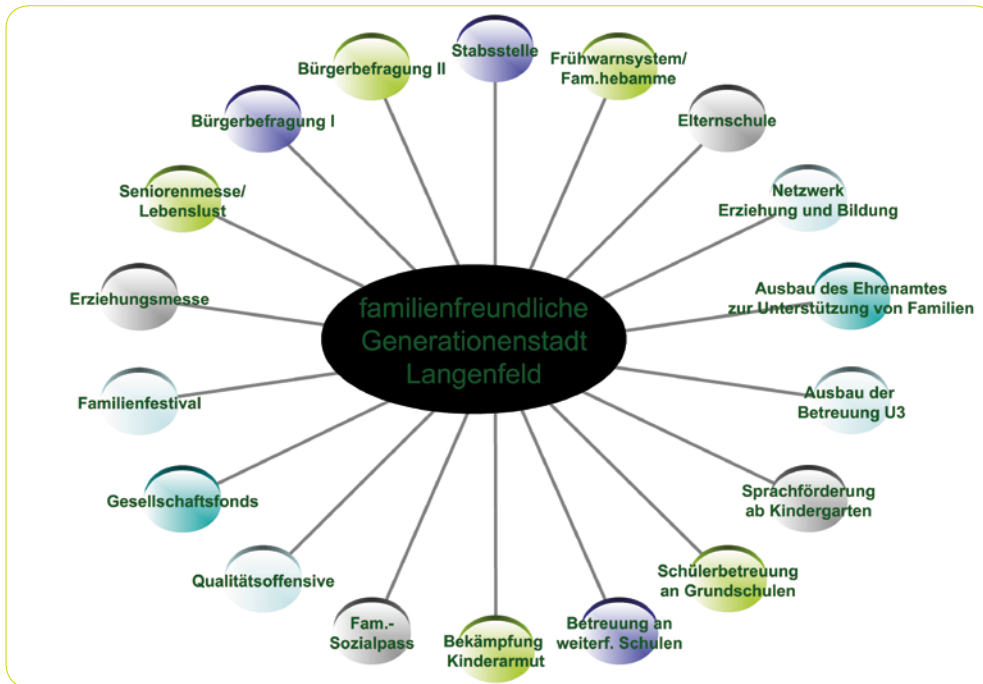 familienfreundliche
Generationenstadt
Langenfeld
Stabsstelle
Frühwarnsystem/
Fam.hebamme
Elternschule
Netzwerk
Erziehung und Bildung
Ausbau des Ehrenamtes
zur Unterstützung von Familien
Ausbau der
Betreuung U3
Sprachförderung
ab Kindergarten
Schülerbetreuung
an Grundschulen
Betreuung an
weiterf. Schulen
Bekämpfung
Kinderarmut
Fam.-
Sozialpass
Qualitätsoffensive
Gesellschaftsfonds
Familienfestival
Erziehungsmesse
Seniorenmesse/
Lebenslust
Bürgerbefragung I
Bürgerbefragung II